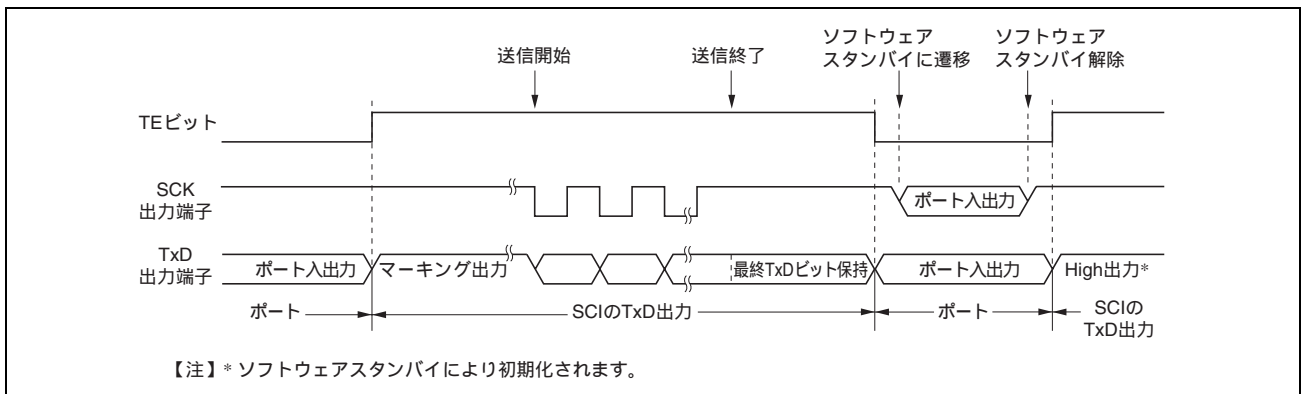 送信開始
送信終了
ソフトウェア
スタンバイに遷移
ソフトウェア
スタンバイ解除
TEビット
SCK
出力端子
ポート入出力
TxD
出力端子
ポート入出力
マーキング出力
最終TxDビット保持
ポート入出力
High出力*
ポート
SCIのTxD出力
ポート
SCIの
TxD出力
【注】* ソフトウェアスタンバイにより初期化されます。